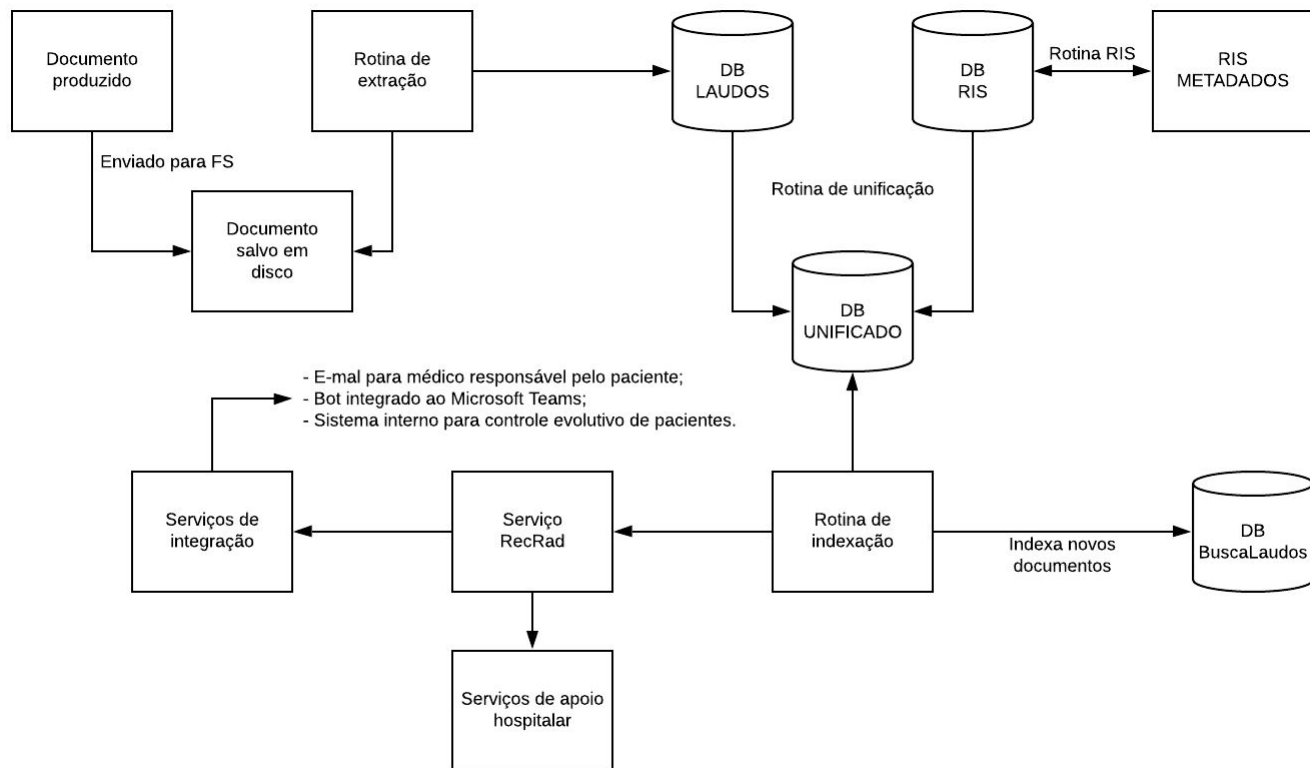 Documento
produzido
Rotina de
extração
DB
LAUDOS
DB
RIS
Rotina RIS
RIS
METADADOS
Enviado para FS
Rotina de unificação
Documento
salvo em
disco
DB
UNIFICADO
- E-mal para médico responsável pelo paciente;
- Bot integrado ao Microsoft Teams;
- Sistema interno para controle evolutivo de pacientes.
Serviços de
integração
Serviço
RecRad
Rotina de
indexação
Indexa novos
documentos
DB
BuscaLaudos
Serviços de apoio
hospitalar